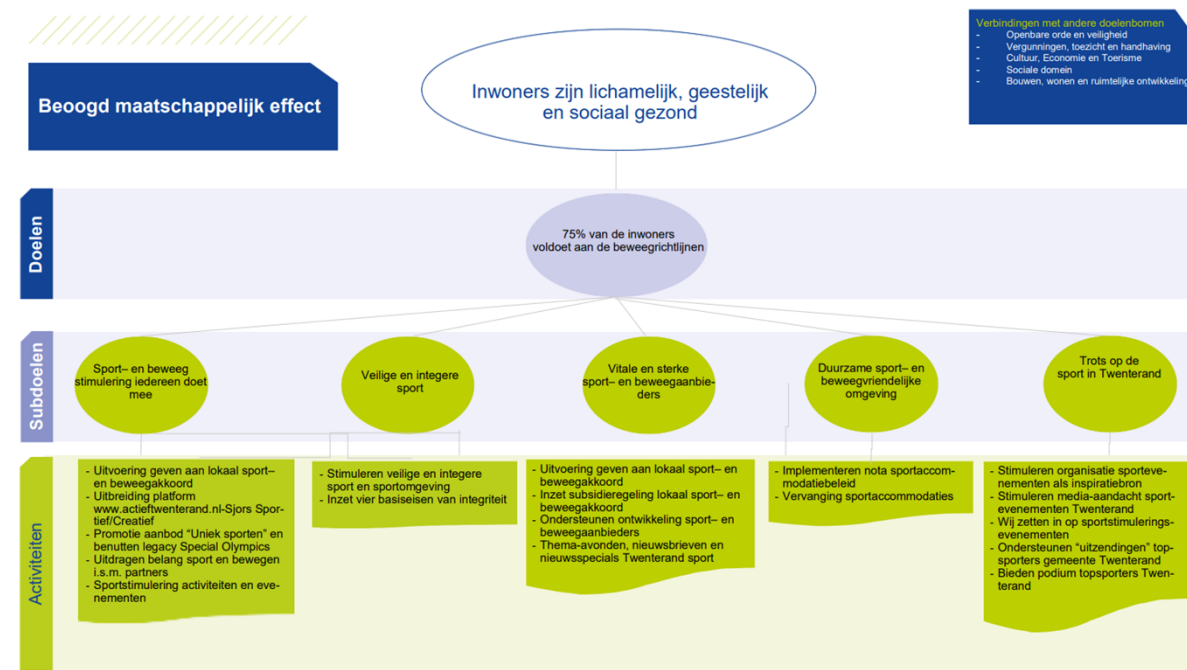 Verbindingen met andere doelenbomen
- Openbare orde en veiligheid
- Vergunningen, toezicht en handhaving
- Cultuur, Economie en Toerisme
- Sociale domein
- Bouwen, wonen en ruimtelijke ontwikkeling
Beoogd maatschappelijk effect
Inwoners zijn lichamelijk, geestelijk
en sociaal gezond
Doelen
75% van de inwoners
voldoet aan de beweegrichtlijnen
Subdoelen
Sport– en beweeg
stimulering iedereen doet
mee
Veilige en integere
sport
Vitale en sterke
sport– en beweegaanbie-
ders
Duurzame sport– en
beweegvriendelijke
omgeving
Trots op de
sport in Twenterand
Activiteiten
- Uitvoering geven aan lokaal sport–
en beweegakkoord
- Uitbreiding platform
www.actieftwenterand.nl-Sjors Spor-
tief/Creatief
- Promotie aanbod “Uniek sporten” en
benutten legacy Special Olympics
- Uitdragen belang sport en bewegen
i.s.m. partners
- Sportstimulering activiteiten en eve-
nementen
- Stimuleren veilige en integere
sport en sportomgeving
- Inzet vier basiseisen van integriteit
- Uitvoering geven aan lokaal sport– en
beweegakkoord
- Inzet subsidieregeling lokaal sport– en
beweegakkoord
- Ondersteunen ontwikkeling sport– en
beweegaanbieders
- Thema-avonden, nieuwsbrieven en
nieuwsspecials Twenterand sport
- Implementeren nota sportaccom-
modatiebeleid
- Vervanging sportaccommodaties
- Stimuleren organisatie sporteve-
nementen als inspiratiebron
- Stimuleren media-aandacht sport-
evenementen Twenterand
- Wij zetten in op sportstimulerings-
evenementen
- Ondersteunen “uitzendingen” top-
sporters gemeente Twenterand
- Bieden podium topsporters Twen-
terand